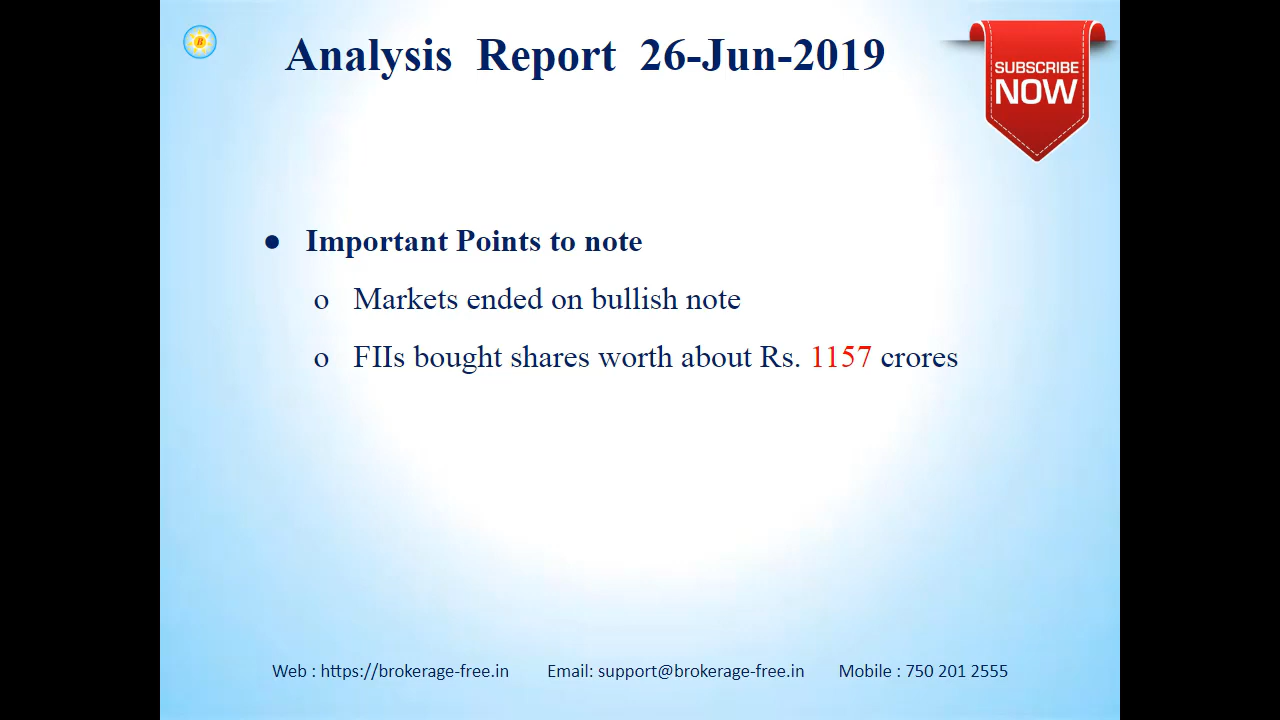 Analysis Report 26-Jun-2019
SUBSCRIBE
NOW
● Important Points to note
o Markets ended on bullish note
o FIIs bought shares worth about Rs. 1157 crores
Web : https://brokerage-free.in Email: support@brokerage-free.in Mobile : 750 201 2555